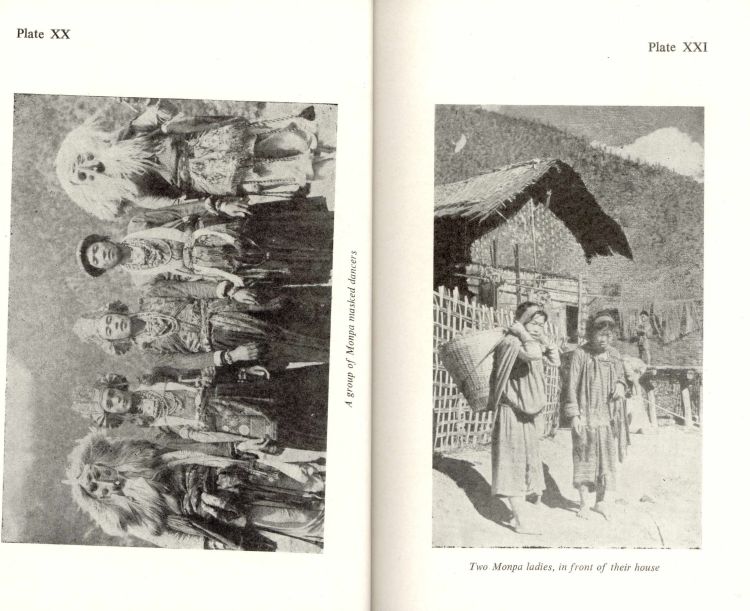 Plate XX
A group of Monpa masked dancers
Plate XXI
Two Monpa ladies, in front of their house